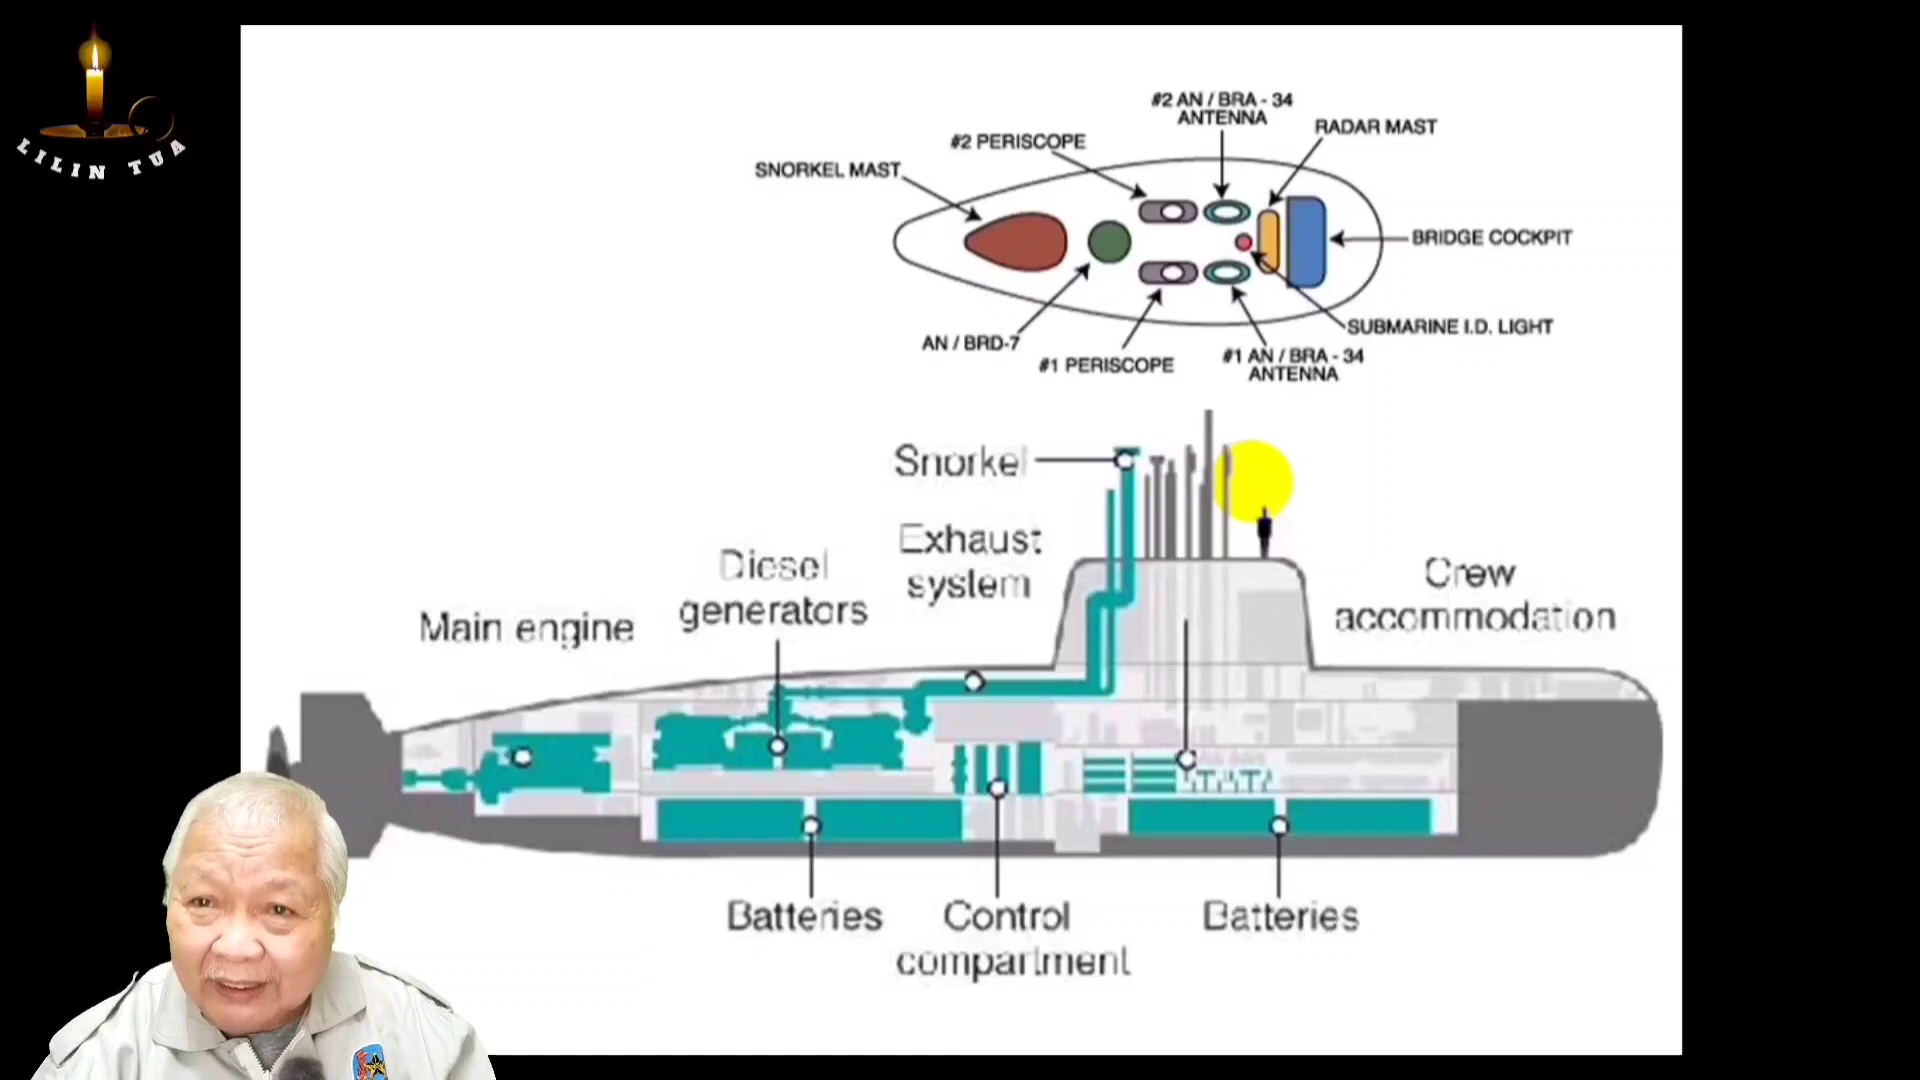 LILIN TUA
#2 AN / BRA - 34
ANTENNA
RADAR MAST
#2 PERISCOPE
SNORKEL MAST
BRIDGE COCKPIT
SUBMARINE I.D. LIGHT
AN / BRD-7
#1 PERISCOPE
#1 AN / BRA - 34
ANTENNA
Snorkel
Exhaust
system
Diesel
generators
Main engine
Crew
accommodation
Batteries
Control
compartment
Batteries